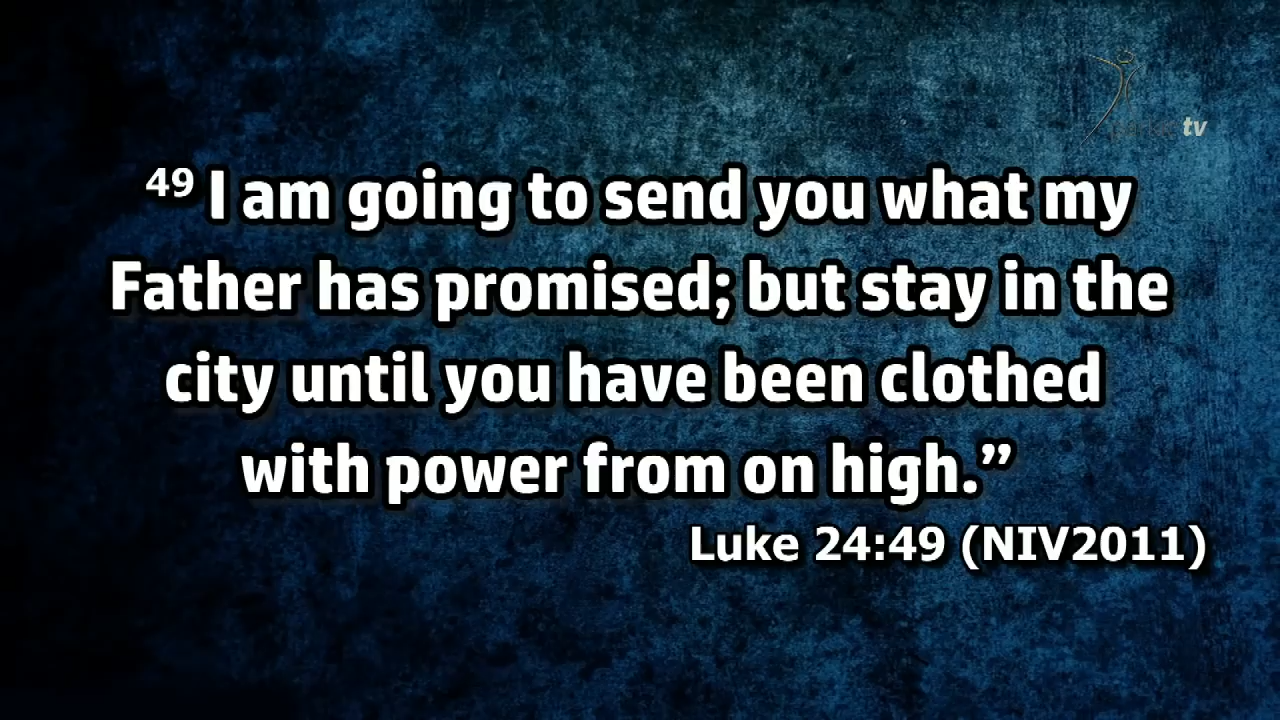 tv
49 I am going to send you what my
Father has promised; but stay in the
city until you have been clothed
with power from on high.”
Luke 24:49 (NIV2011)